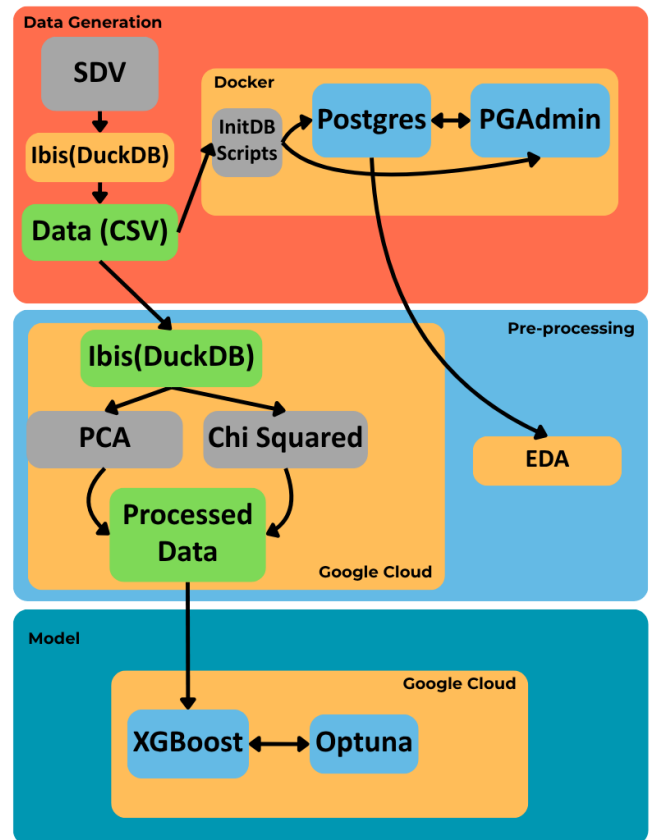 Data Generation
SDV
Ibis(DuckDB)
Data (CSV)
Docker
InitDB
Scripts
Postgres
PGAdmin
Pre-processing
Ibis(DuckDB)
PCA
Chi Squared
Processed
Data
Google Cloud
EDA
Model
Google Cloud
XGBoost
Optuna